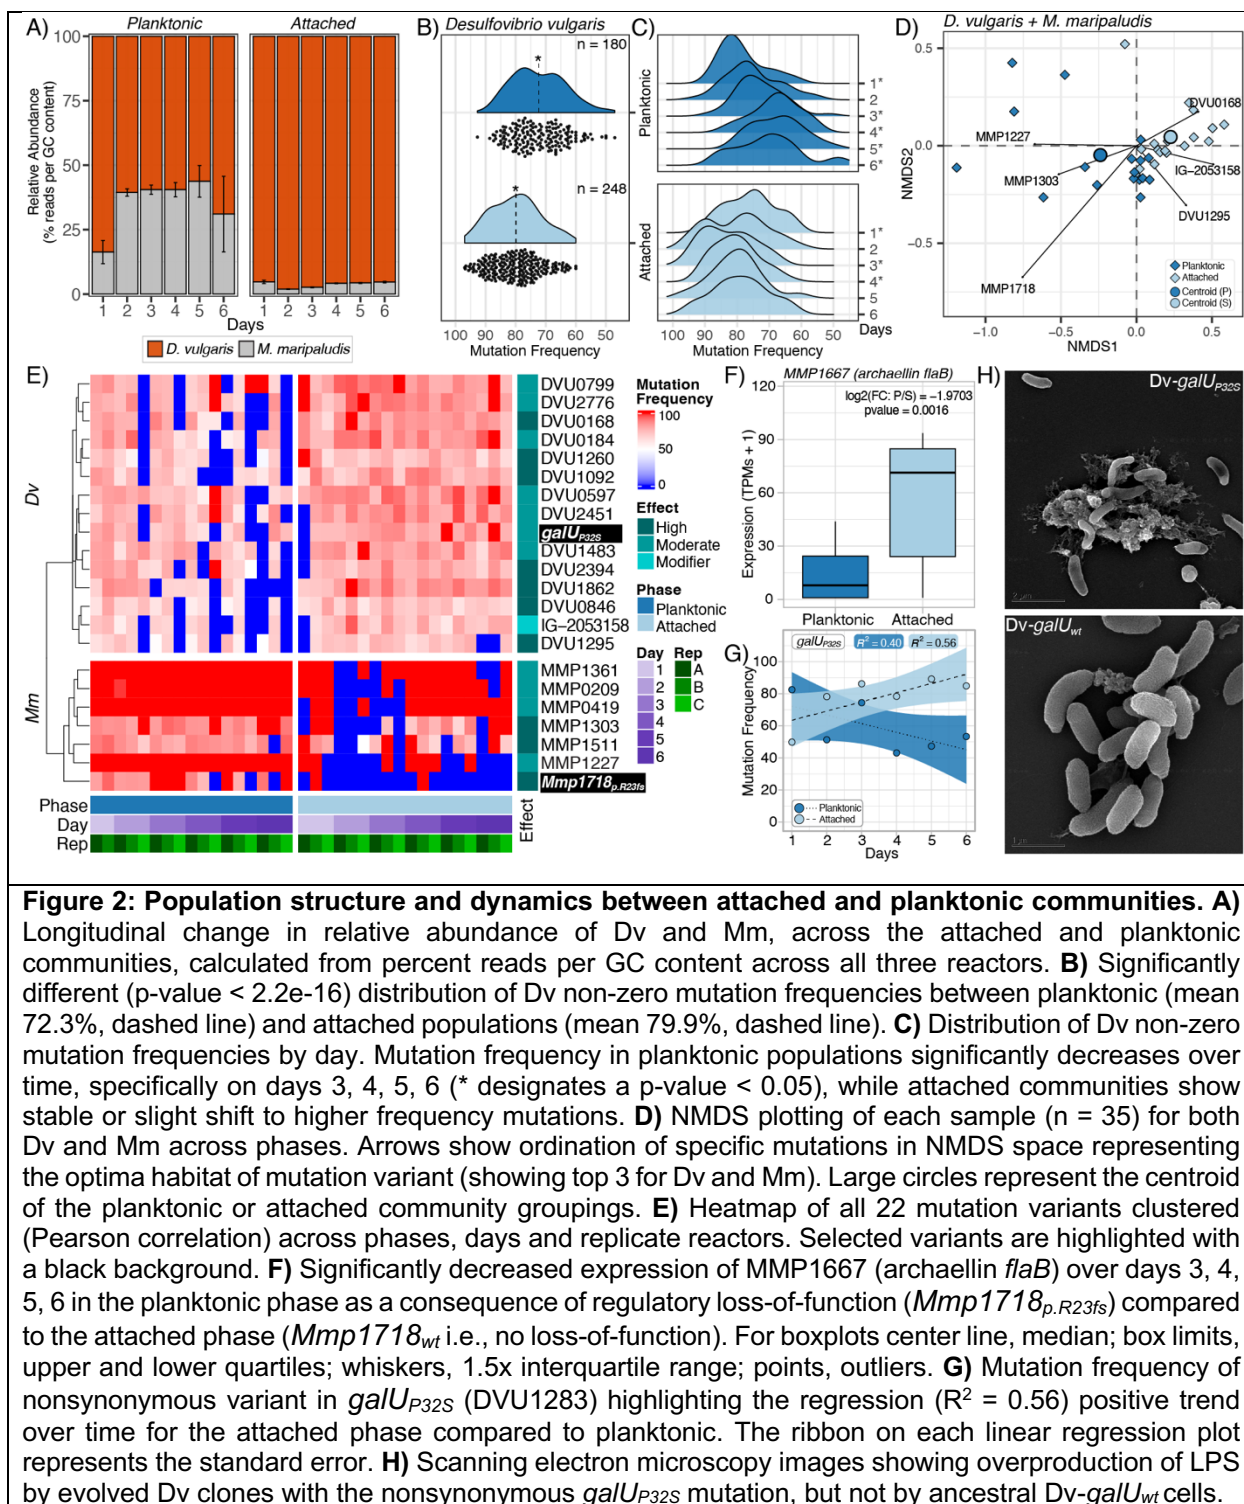 A)
Planktonic
Attached
Relative Abundance
(% reads per GC content)
100
75
50
25
0
1 2 3 4 5 6
1 2 3 4 5 6
Days
D. vulgaris
M. maripaludis
B)
Desulfovibrio vulgaris
n = 180
*
n = 248
*
100 90 80 70 60 50
Mutation Frequency
C)
Planktonic
1*
2
3*
4*
5*
6*
Attached
1*
2
3*
4*
5
6
Days
100 90 80 70 60 50
Mutation Frequency
D)
D. vulgaris + M. maripaludis
NMDS2
0.5
0.0
−0.5
DVU0168
MMP1227
MMP1303
IG−2053158
DVU1295
MMP1718
Planktonic
Attached
Centroid (P)
Centroid (S)
−1.0 −0.5 0.0 0.5
NMDS1
E)
Dv
DVU0799
DVU2776
DVU0168
DVU0184
DVU1260
DVU1092
DVU0597
DVU2451
galU P32S
DVU1483
DVU2394
DVU1862
DVU0846
IG−2053158
DVU1295
Mm
MMP1361
MMP0209
MMP0419
MMP1303
MMP1511
MMP1227
Mmp1718 p.R23fs
Phase
Day
Rep
Effect
Mutation
Frequency
100
50
0
Effect
High
Moderate
Modifier
Phase
Planktonic
Attached
Day Rep
1 A
2 B
3 C
4
5
6
F)
MMP1667 (archaellin flaB)
log2(FC: P/S) = −1.9703
pvalue = 0.0016
Expression (TPMs + 1)
120
90
60
30
0
Planktonic Attached
G)
galU P32S
R² = 0.40
R² = 0.56
Mutation Frequency
100
80
60
40
20
0
Planktonic
Attached
1 2 3 4 5 6
Days
H)
Dv-galU P32S
2 µm
Dv-galU wt
1 µm
Figure 2: Population structure and dynamics between attached and planktonic communities. A)
Longitudinal change in relative abundance of Dv and Mm, across the attached and planktonic
communities, calculated from percent reads per GC content across all three reactors. B) Significantly
different (p-value < 2.2e-16) distribution of Dv non-zero mutation frequencies between planktonic (mean
72.3%, dashed line) and attached populations (mean 79.9%, dashed line). C) Distribution of Dv non-zero
mutation frequencies by day. Mutation frequency in planktonic populations significantly decreases over
time, specifically on days 3, 4, 5, 6 (* designates a p-value < 0.05), while attached communities show
stable or slight shift to higher frequency mutations. D) NMDS plotting of each sample (n = 35) for both
Dv and Mm across phases. Arrows show ordination of specific mutations in NMDS space representing
the optima habitat of mutation variant (showing top 3 for Dv and Mm). Large circles represent the centroid
of the planktonic or attached community groupings. E) Heatmap of all 22 mutation variants clustered
(Pearson correlation) across phases, days and replicate reactors. Selected variants are highlighted with
a black background. F) Significantly decreased expression of MMP1667 (archaellin flaB) over days 3, 4,
5, 6 in the planktonic phase as a consequence of regulatory loss-of-function (Mmp1718p.R23fs) compared
to the attached phase (Mmp1718wt i.e., no loss-of-function). For boxplots center line, median; box limits,
upper and lower quartiles; whiskers, 1.5x interquartile range; points, outliers. G) Mutation frequency of
nonsynonymous variant in galUP32S (DVU1283) highlighting the regression (R² = 0.56) positive trend
over time for the attached phase compared to planktonic. The ribbon on each linear regression plot
represents the standard error. H) Scanning electron microscopy images showing overproduction of LPS
by evolved Dv clones with the nonsynonymous galUP32S mutation, but not by ancestral Dv-galUwt cells.